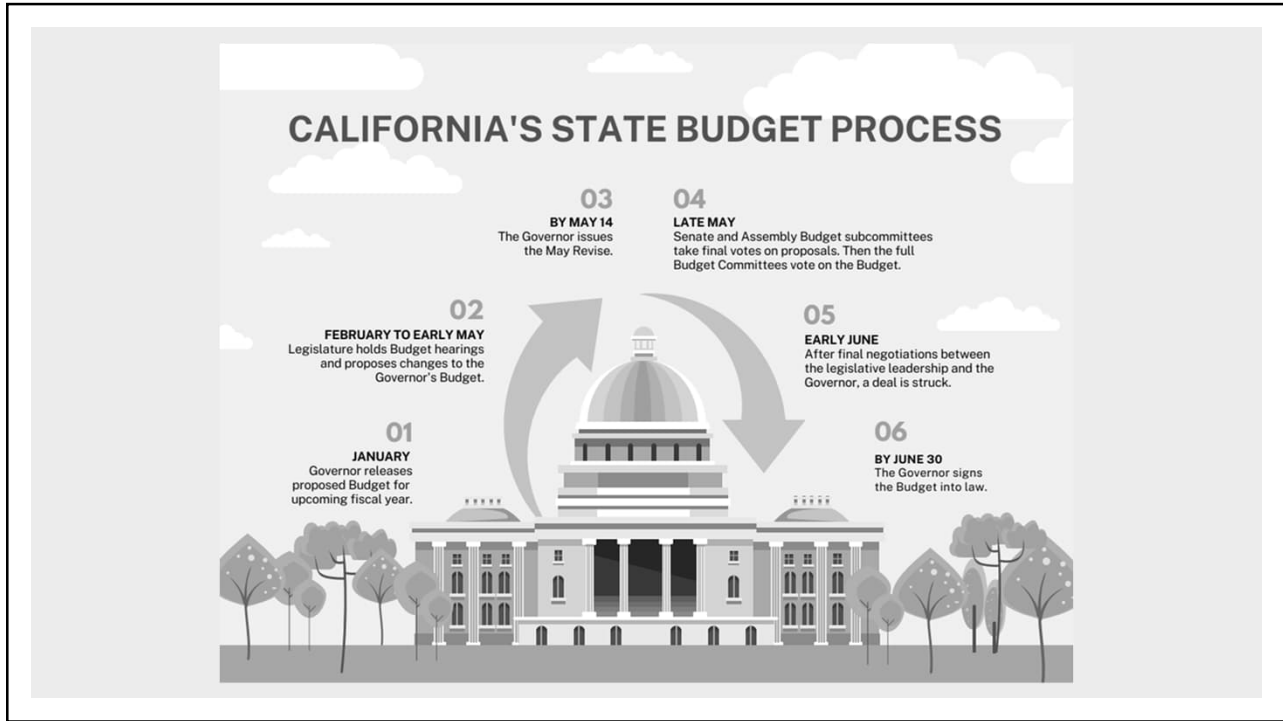 CALIFORNIA'S STATE BUDGET PROCESS
01
JANUARY
Governor releases
proposed Budget for
upcoming fiscal year.
02
FEBRUARY TO EARLY MAY
Legislature holds Budget hearings
and proposes changes to the
Governor's Budget.
03
BY MAY 14
The Governor issues
the May Revise.
04
LATE MAY
Senate and Assembly Budget subcommittees
take final votes on proposals. Then the full
Budget Committees vote on the Budget.
05
EARLY JUNE
After final negotiations between
the legislative leadership and the
Governor, a deal is struck.
06
BY JUNE 30
The Governor signs
the Budget into law.